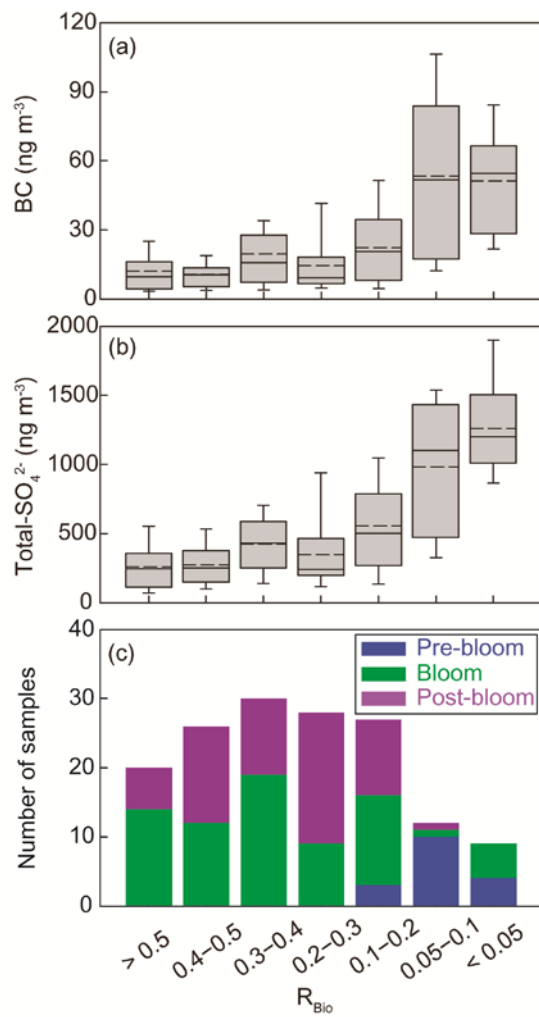 (a)
BC (ng m⁻³)
120
90
60
30
0
(b)
Total-SO₄²⁻ (ng m⁻³)
2000
1500
1000
500
0
(c)
Pre-bloom
Bloom
Post-bloom
Number of samples
40
30
20
10
0
> 0.5
0.4–0.5
0.3–0.4
0.2–0.3
0.1–0.2
0.05–0.1
< 0.05
R_Bio